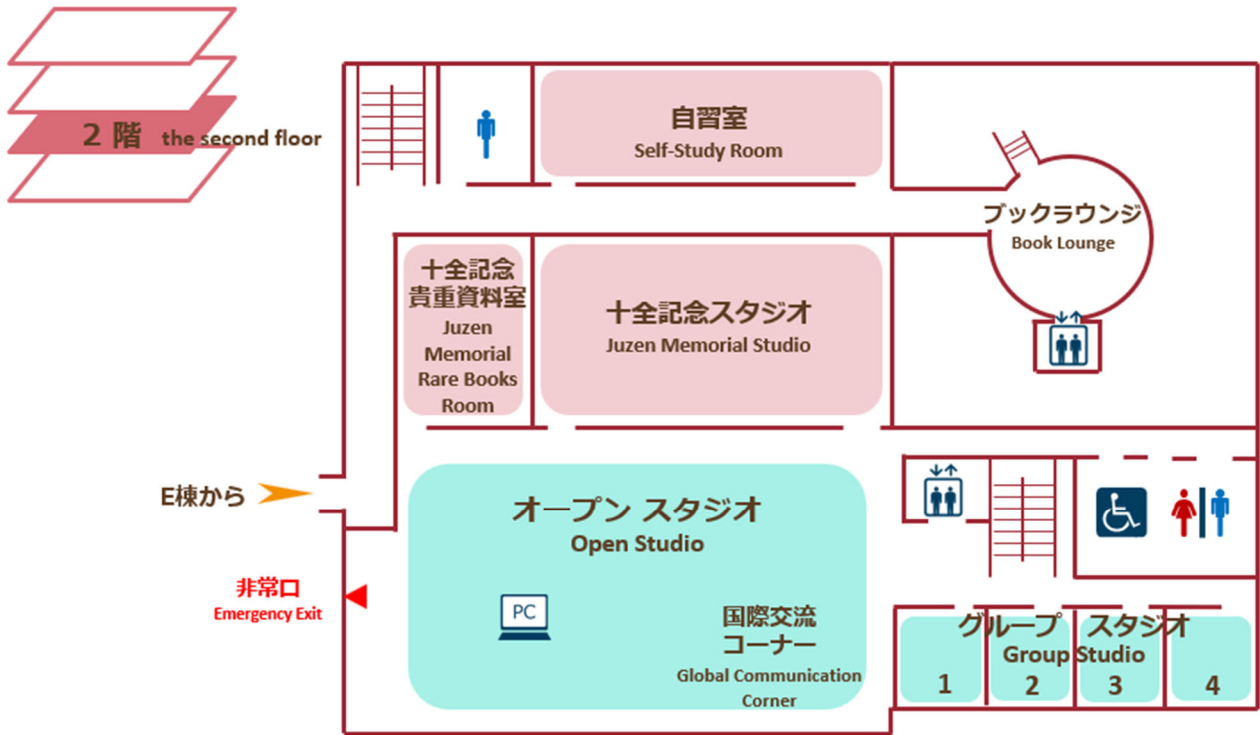 2 階 the second floor
自習室
Self-Study Room
ブックラウンジ
Book Lounge
十全記念
貴重資料室
Juzen
Memorial
Rare Books
Room
十全記念スタジオ
Juzen Memorial Studio
E棟から
オープン スタジオ
Open Studio
非常口
Emergency Exit
PC
国際交流
コーナー
Global Communication
Corner
グループ スタジオ
Group Studio
1 2 3 4